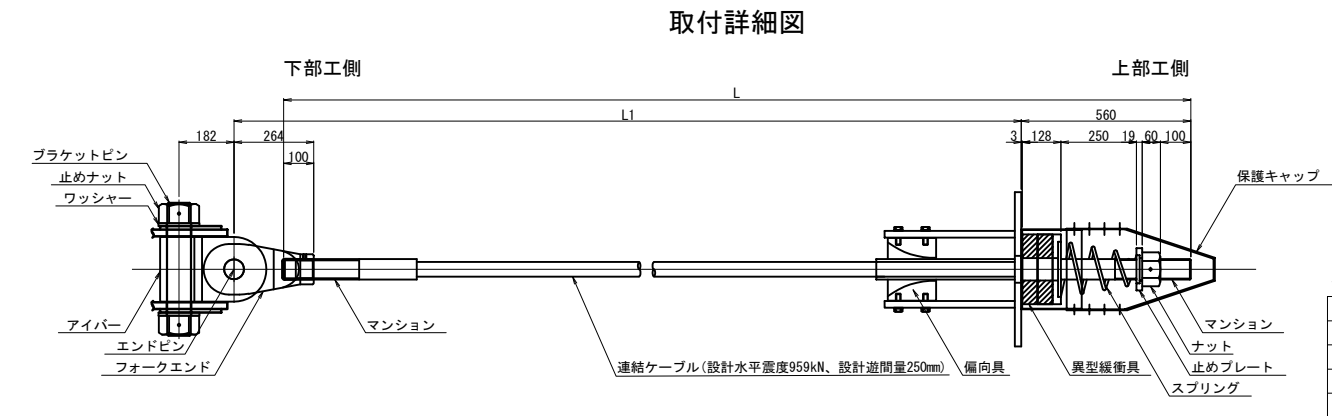 取付詳細図
下部工側
上部工側
L
L1
560
182
264
3
128
250
19
60
100
100
ブラケットピン
止めナット
ワッシャー
保護キャップ
アイバー
エンドピン
フォークエンド
マンション
連結ケーブル(設計水平震度959kN、設計遊間量250mm)
偏向具
異型緩衝具
マンション
ナット
止めプレート
スプリング